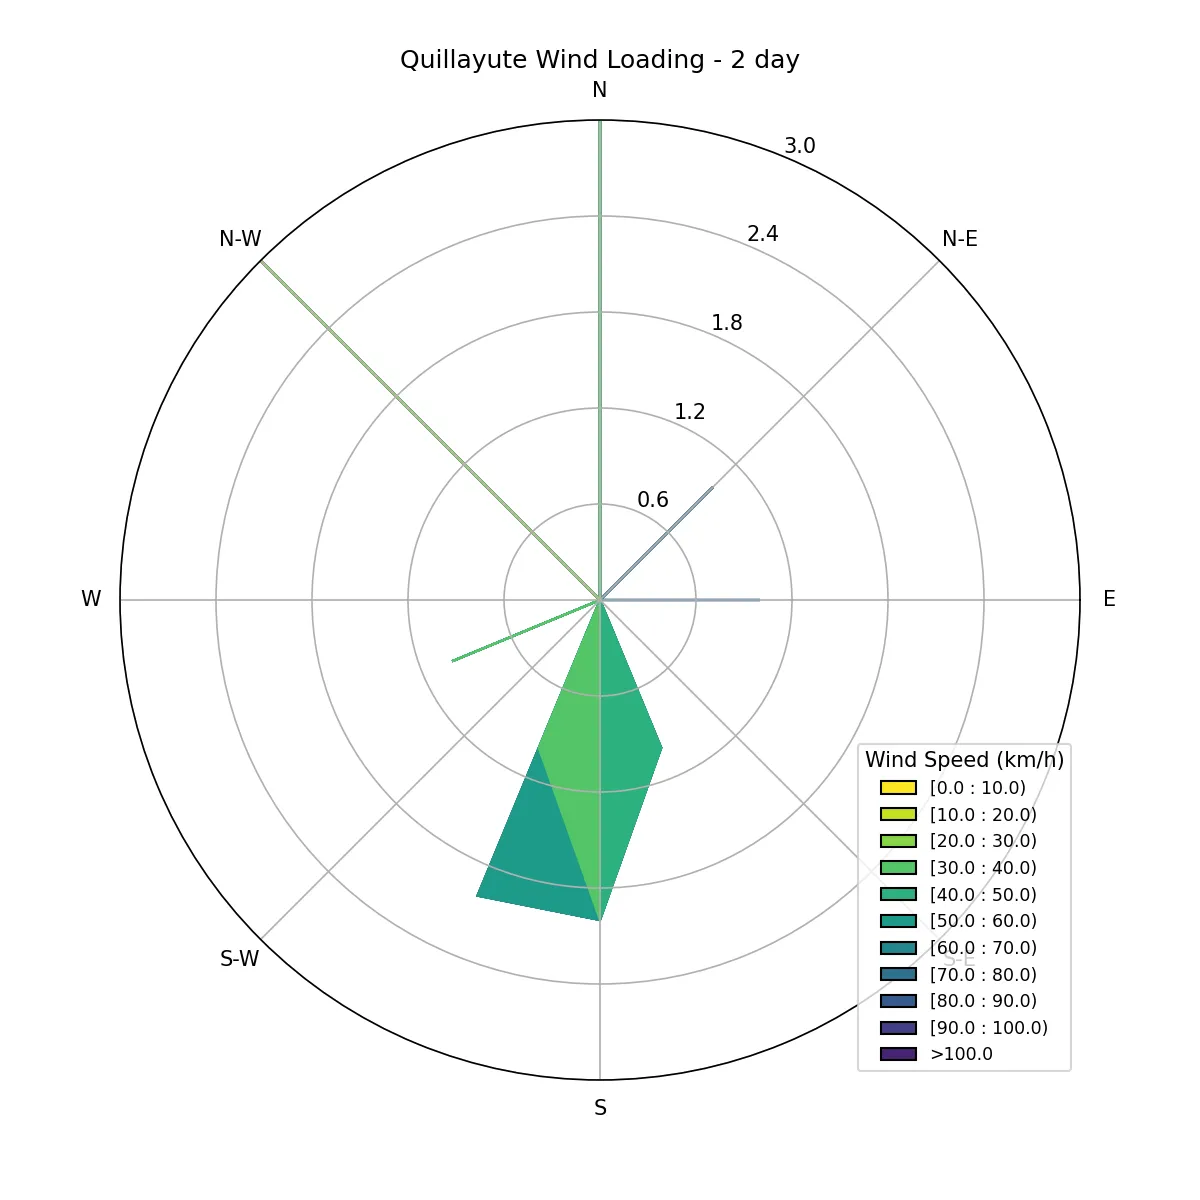 Quillayute Wind Loading - 2 day
N
3.0
N-W
N-E
2.4
1.8
1.2
0.6
W
E
S-W
S-E
S
Wind Speed (km/h)
[0.0 : 10.0)
[10.0 : 20.0)
[20.0 : 30.0)
[30.0 : 40.0)
[40.0 : 50.0)
[50.0 : 60.0)
[60.0 : 70.0)
[70.0 : 80.0)
[80.0 : 90.0)
[90.0 : 100.0)
>100.0